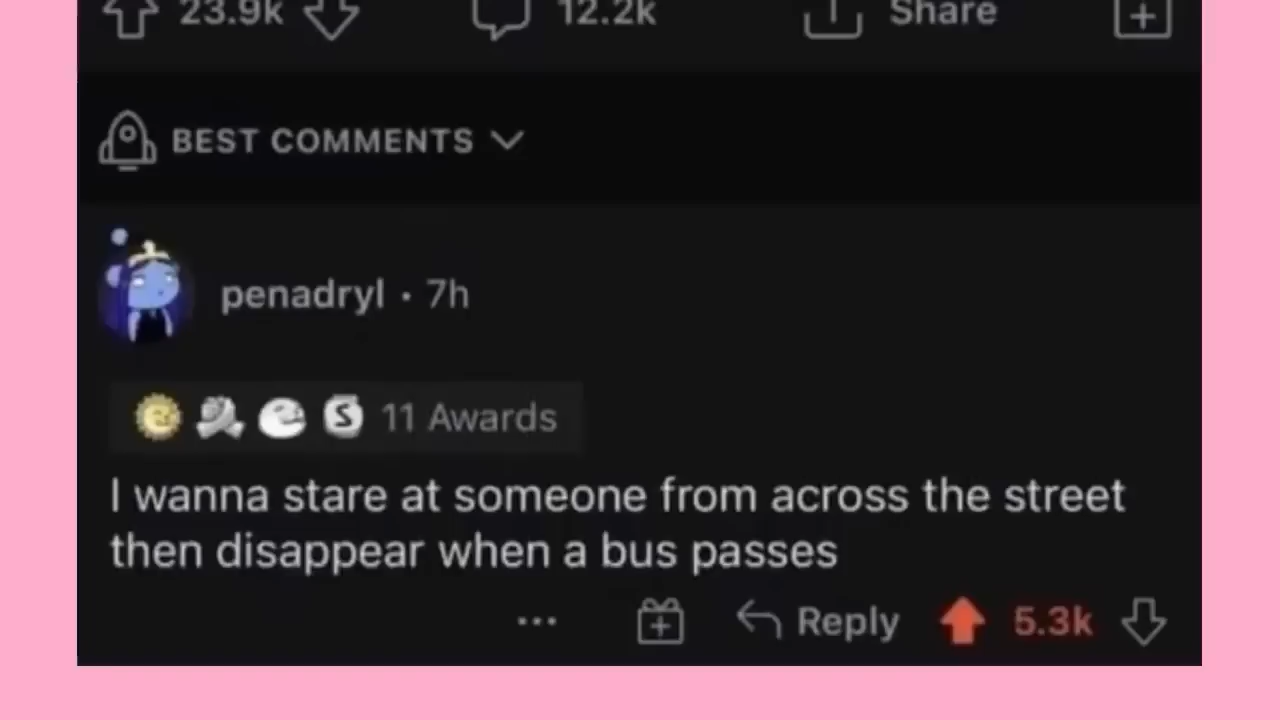 23.9k 12.2k Share
BEST COMMENTS
penadryl · 7h
11 Awards
I wanna stare at someone from across the street
then disappear when a bus passes
... Reply 5.3k